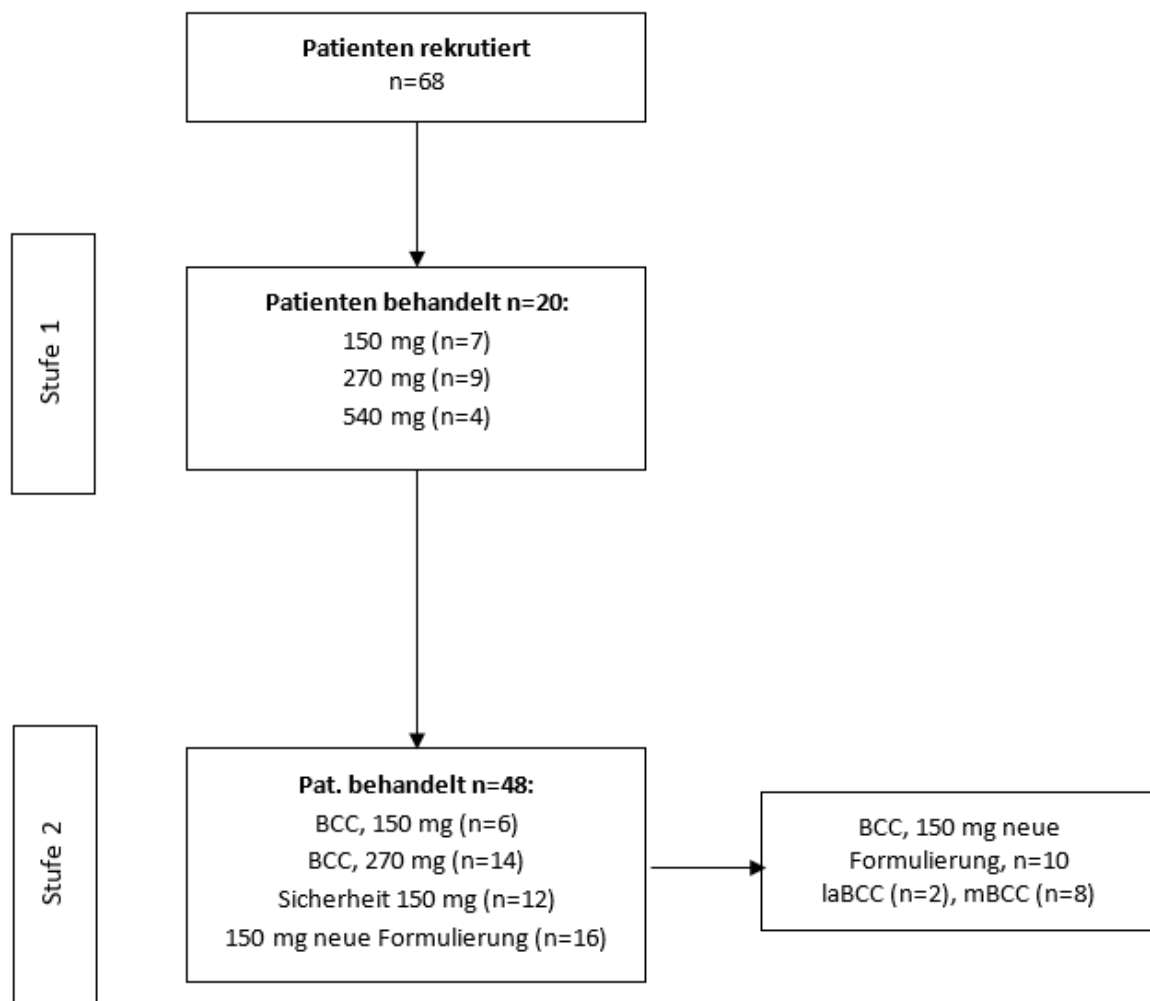 Patienten rekrutiert
n=68
Stufe 1
Patienten behandelt n=20:
150 mg (n=7)
270 mg (n=9)
540 mg (n=4)
Stufe 2
Pat. behandelt n=48:
BCC, 150 mg (n=6)
BCC, 270 mg (n=14)
Sicherheit 150 mg (n=12)
150 mg neue Formulierung (n=16)
BCC, 150 mg neue
Formulierung, n=10
laBCC (n=2), mBCC (n=8)